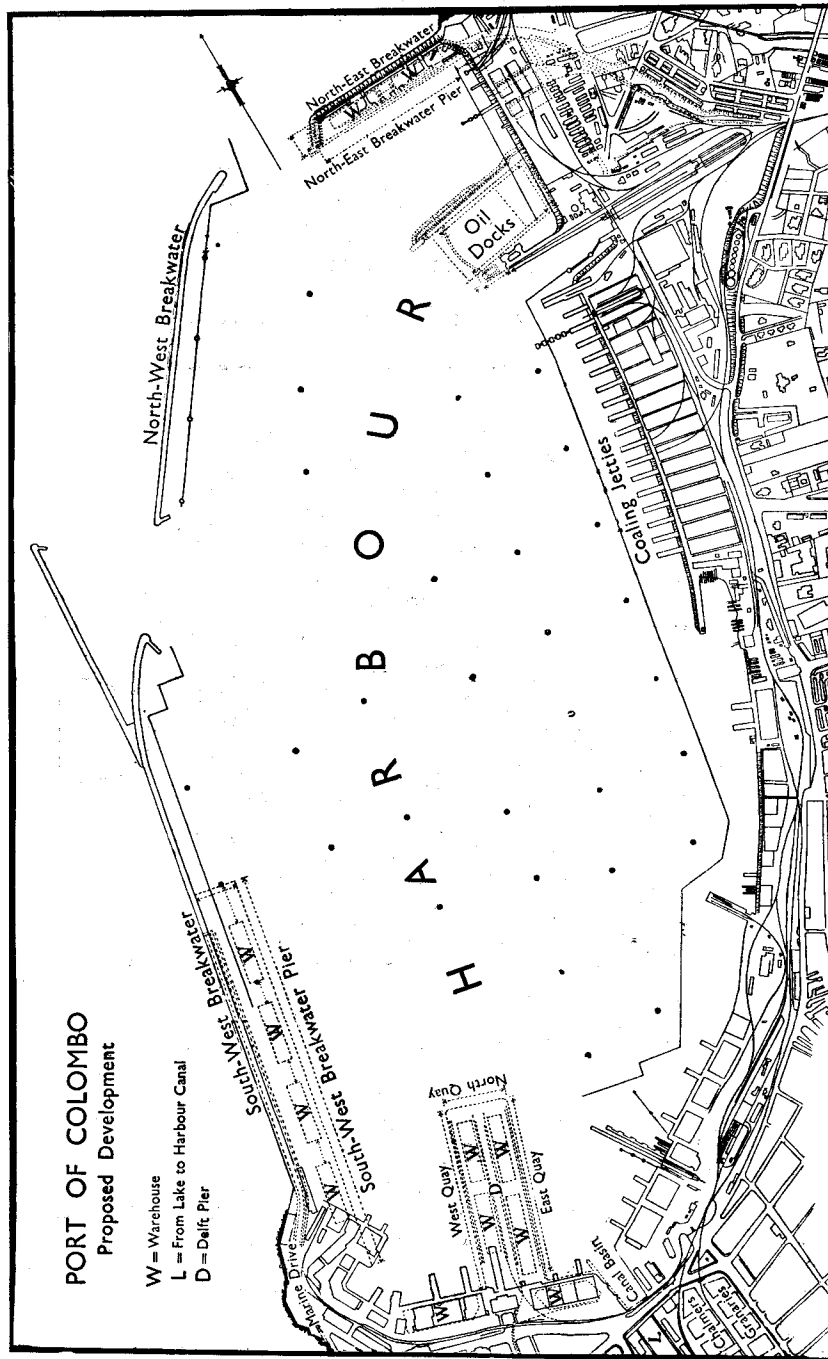 PORT OF COLOMBO
Proposed Development
W = Warehouse
L = From Lake to Harbour Canal
D = Delft Pier
North-West Breakwater
North-East Breakwater
W
W
North-East Breakwater Pier
Oil
Docks
HARBOUR
Coaling Jetties
South-West Breakwater
W
W
W
W
South-West Breakwater Pier
Marine Drive
North Quay
West Quay
W
W
D
W
W
East Quay
W
W
Canal Basin
L
Chalmers
Granaries